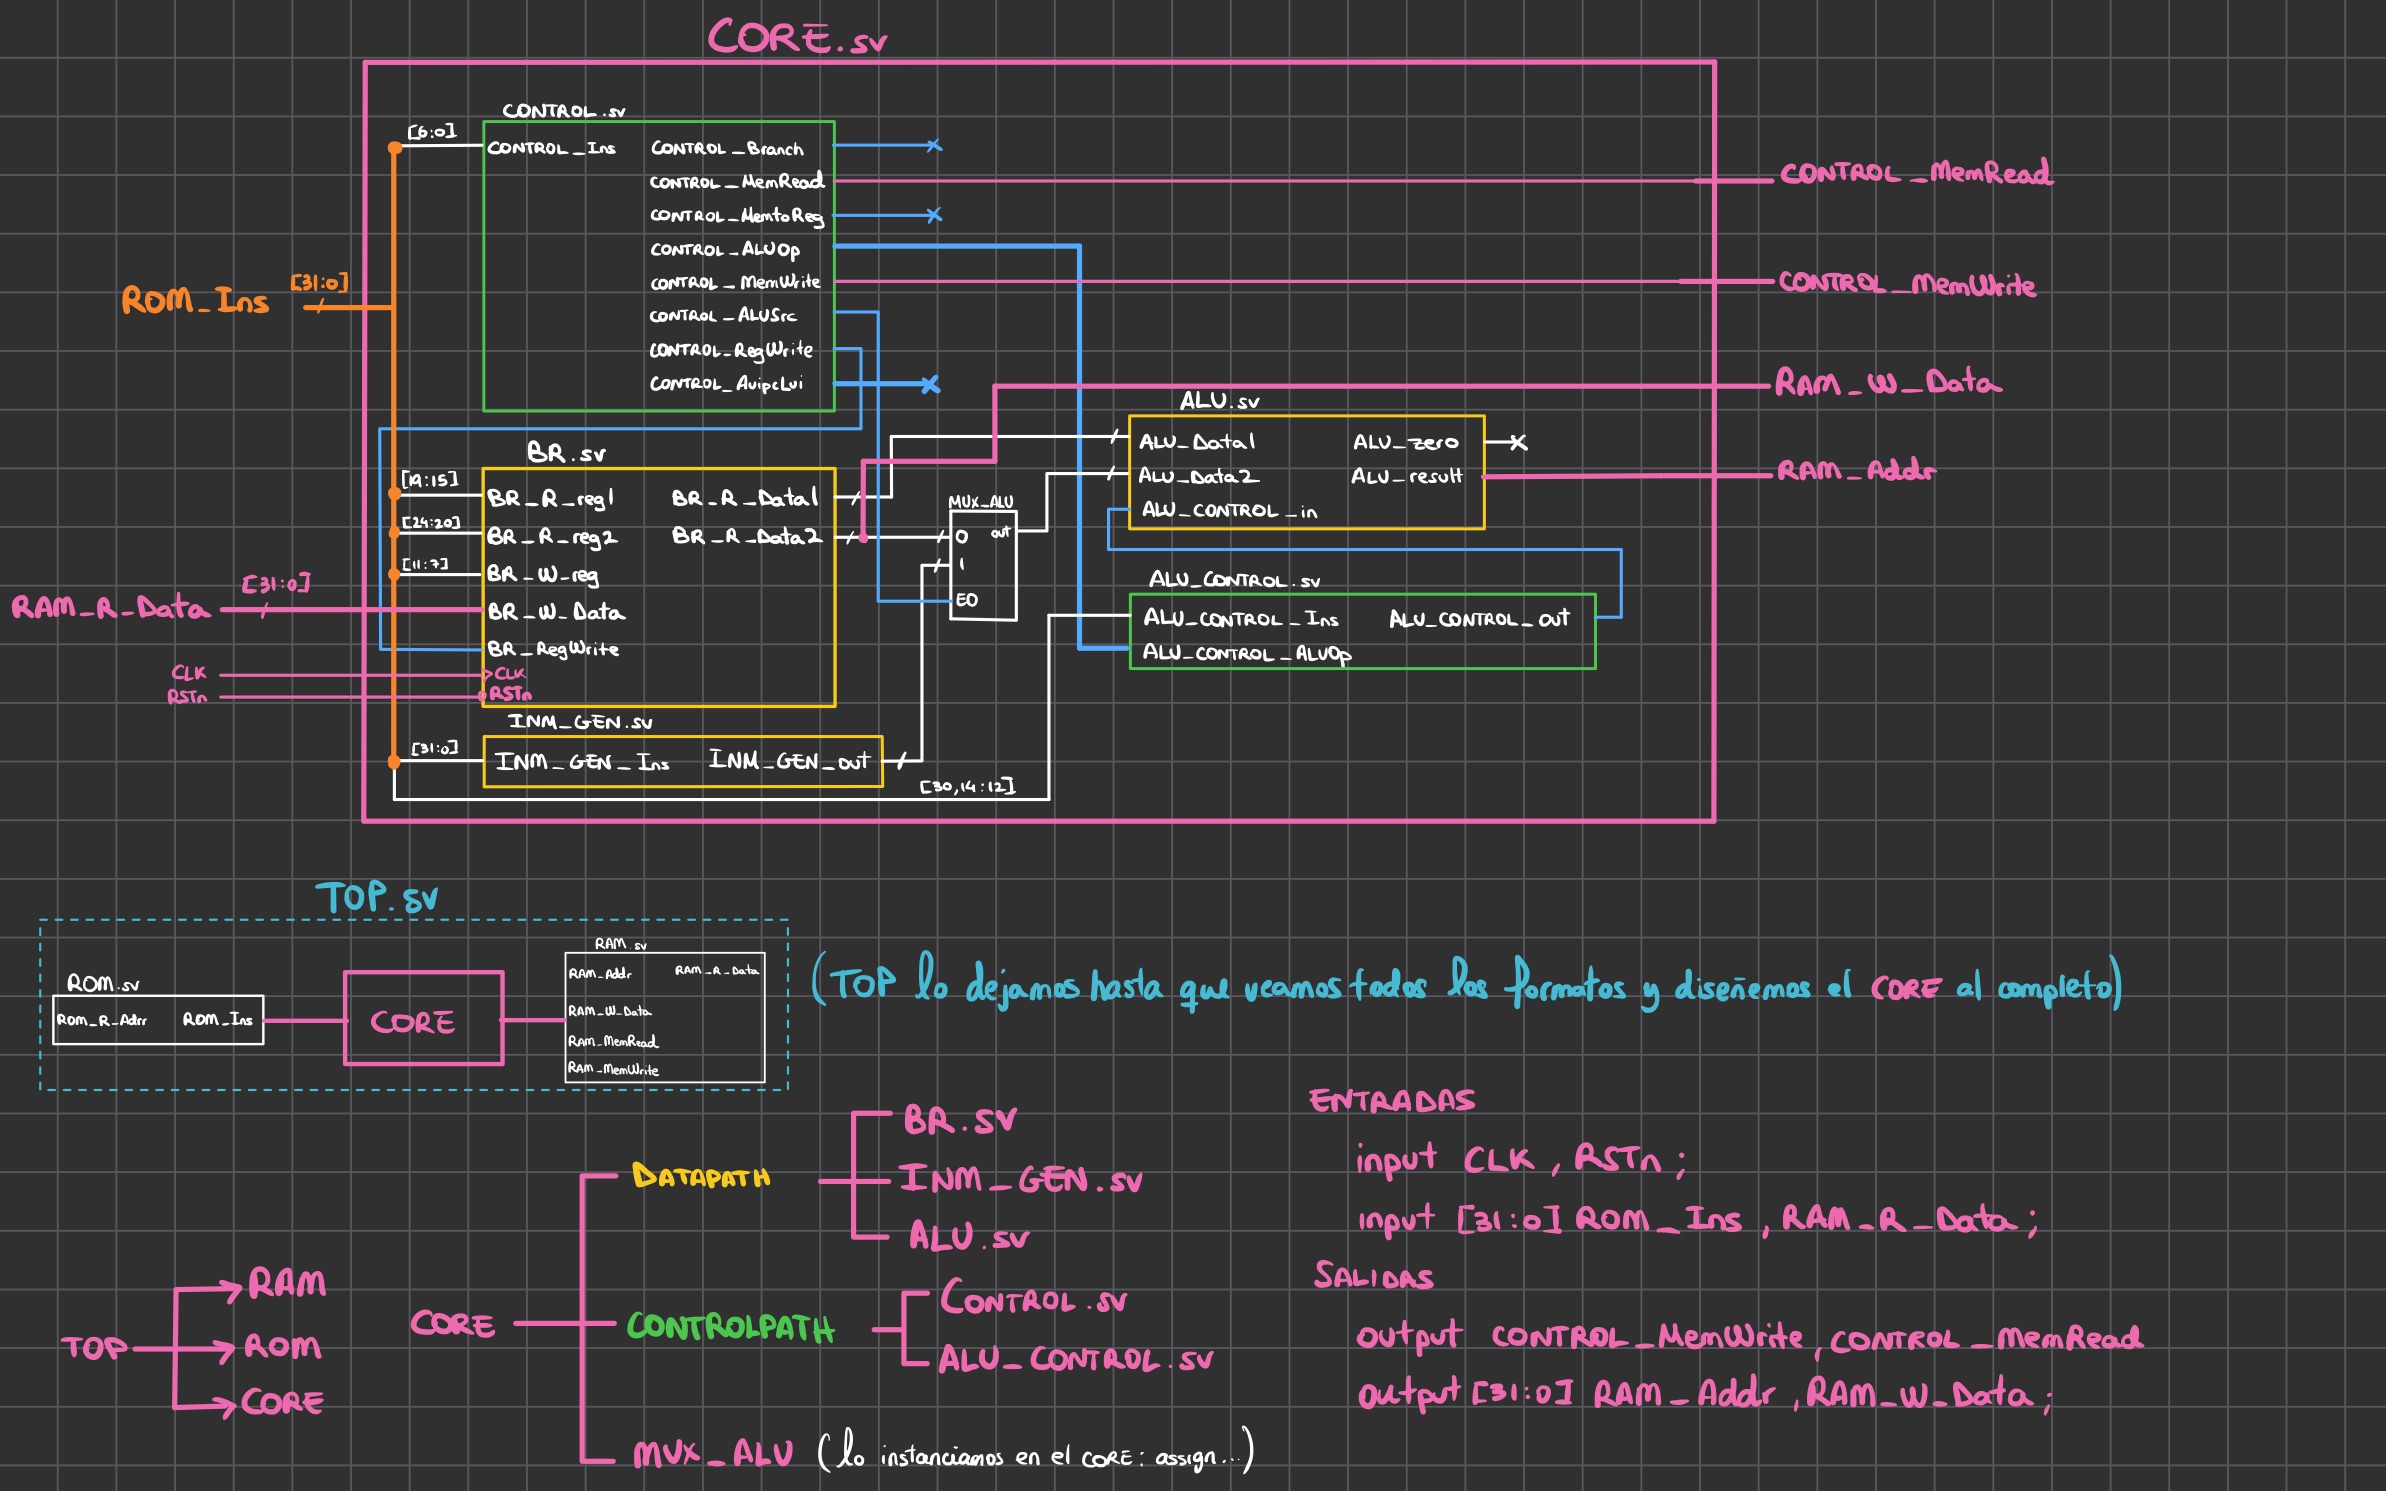 CORE.sv
CONTROL.sv
[6:0]
CONTROL_Ins
CONTROL_Branch
CONTROL_MemRead
CONTROL_MemtoReg
CONTROL_ALUOp
CONTROL_MemWrite
CONTROL_ALUSrc
CONTROL_RegWrite
CONTROL_AuipcLui
CONTROL_MemRead
CONTROL_MemWrite
RAM_W_Data
RAM_Addr
ROM_Ins
[31:0]
BR.sv
[19:15]
BR_R_reg1
BR_R_Data1
[24:20]
BR_R_reg2
BR_R_Data2
[11:7]
BR_W_reg
RAM_R_Data
[31:0]
BR_W_Data
BR_RegWrite
CLK
CLK
RSTn
RSTn
MUX_ALU
0
out
1
E0
ALU.sv
ALU_Data1
ALU_zero
ALU_Data2
ALU_result
ALU_CONTROL_in
ALU_CONTROL.sv
ALU_CONTROL_Ins
ALU_CONTROL_out
ALU_CONTROL_ALUOp
INM_GEN.sv
[31:0]
INM_GEN_Ins
INM_GEN_out
[30,14:12]
TOP.sv
ROM.sv
Rom_R_Adrr
ROM_Ins
CORE
RAM.sv
RAM_Addr
RAM_R_Data
RAM_W_Data
RAM_MemRead
RAM_MemWrite
(TOP lo dejamos hasta que veamos todos los formatos y diseñemos el CORE al completo)
TOP
RAM
ROM
CORE
CORE
DATAPATH
BR.sv
INM_GEN.sv
ALU.sv
CONTROLPATH
CONTROL.sv
ALU_CONTROL.sv
MUX_ALU (lo instanciamos en el CORE: assign...)
ENTRADAS
input CLK, RSTn;
input [31:0] ROM_Ins, RAM_R_Data;
SALIDAS
output CONTROL_MemWrite, CONTROL_MemRead
output [31:0] RAM_Addr, RAM_W_Data;